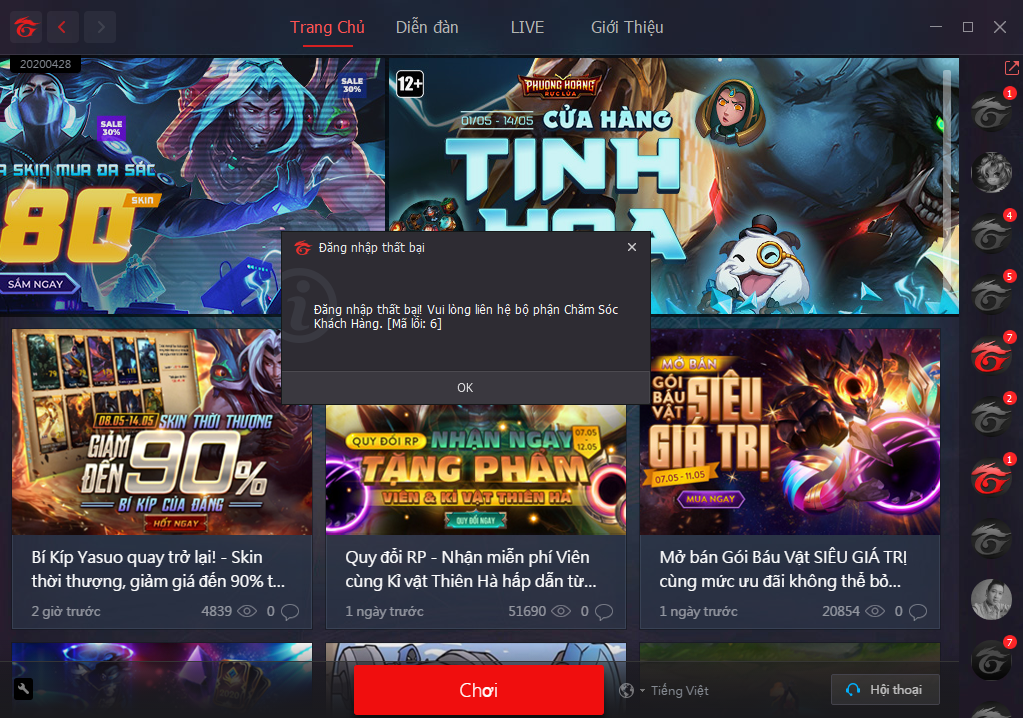 Trang Chủ
Diễn đàn
LIVE
Giới Thiệu
20200428
SALE
30%
SALE
30%
SKIN MUA ĐA SẮC
80
SKIN
SẮM NGAY
12+
PHƯỢNG HOÀNG
RỰC LỬA
01/05 - 14/05
CỬA HÀNG
TINH
HOA
1
4
5
7
2
1
7
Đăng nhập thất bại
Đăng nhập thất bại! Vui lòng liên hệ bộ phận Chăm Sóc
Khách Hàng. [Mã lỗi: 6]
OK
08.05-14.05
SKIN THỜI THƯỢNG
GIẢM
ĐẾN
90%
BÍ KÍP CỦA ĐẤNG
HỐT NGAY
Bí Kíp Yasuo quay trở lại! - Skin
thời thượng, giảm giá đến 90% t...
2 giờ trước
4839
0
QUY ĐỔI RP
NHẬN NGAY
07.05
12.05
TẶNG PHẨM
VIÊN & KÌ VẬT THIÊN HÀ
QUY ĐỔI NGAY
Quy đổi RP - Nhận miễn phí Viên
cùng Kỉ vật Thiên Hà hấp dẫn từ...
1 ngày trước
51690
0
MỞ BÁN
GÓI
BÁU
VẬT
SIÊU
GIÁ TRỊ
07.05 - 11.05
MUA NGAY
Mở bán Gói Báu Vật SIÊU GIÁ TRỊ
cùng mức ưu đãi không thể bỏ...
1 ngày trước
20854
0
Chơi
Tiếng Việt
Hội thoại